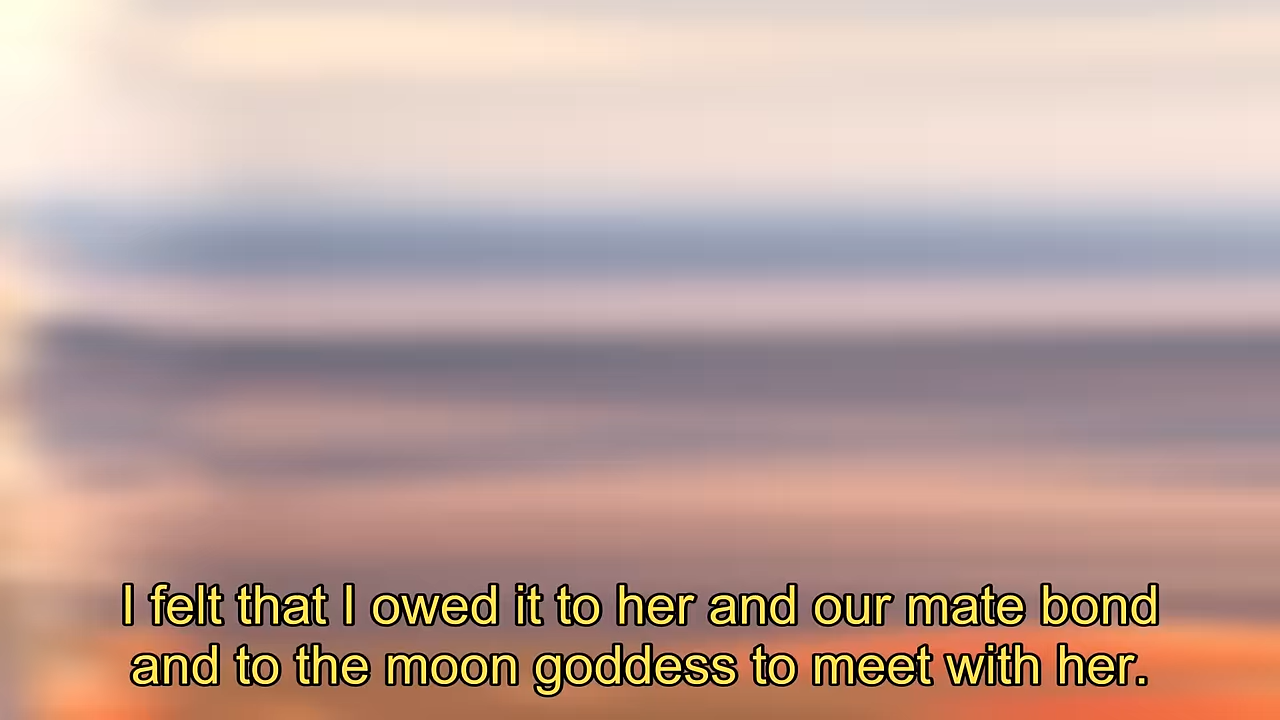 I felt that I owed it to her and our mate bond
and to the moon goddess to meet with her.